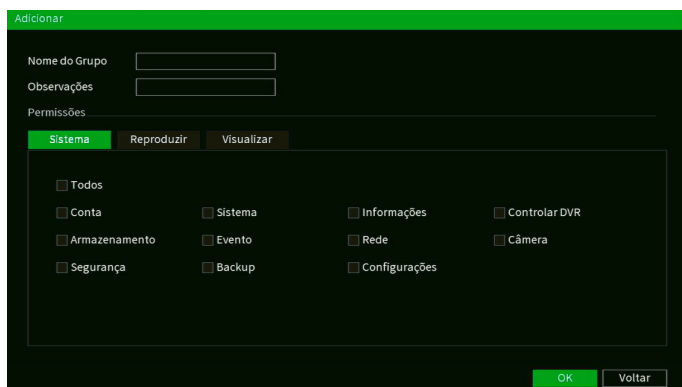 Adicionar
Nome do Grupo
Observações
Permissões
Sistema Reproduzir Visualizar
Todos
Conta Sistema Informações Controlar DVR
Armazenamento Evento Rede Câmera
Segurança Backup Configurações
OK Voltar